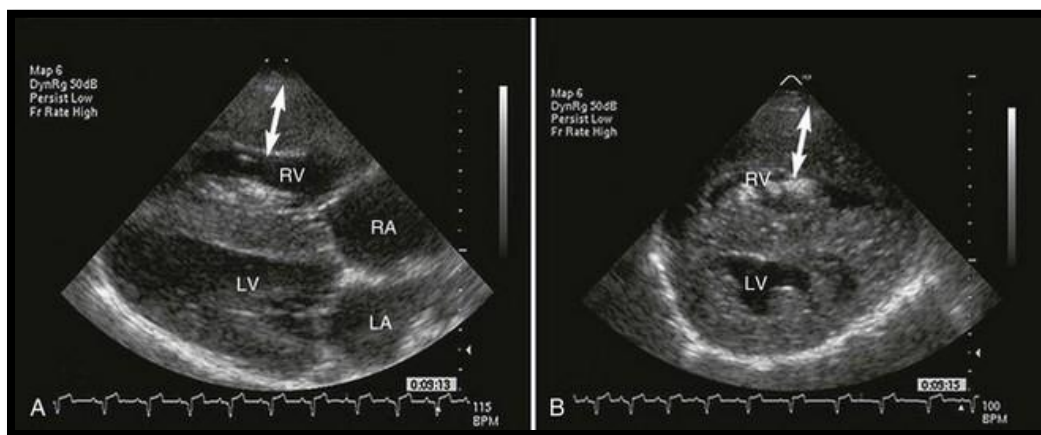 Map 6
DynRg 50dB
Persist Low
Fr Rate High
RV
RA
LV
LA
0:09:13
A
115
BPM
Map 6
DynRg 50dB
Persist Low
Fr Rate High
RV
LV
0:09:15
B
100
BPM